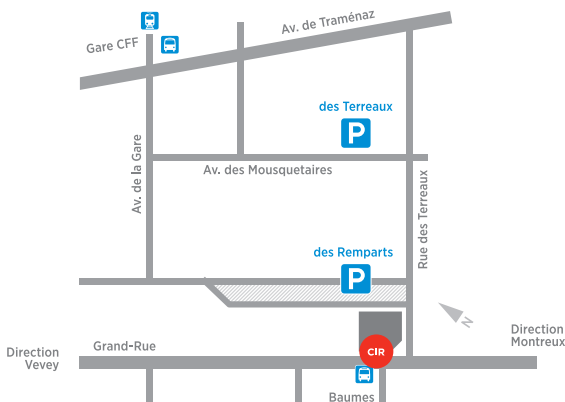 Av. de Traménaz
Gare CFF
des Terreaux
P
Av. de la Gare
Av. des Mousquetaires
Rue des Terreaux
des Remparts
P
N
Direction
Montreux
Grand-Rue
Direction
Vevey
CIR
Baumes